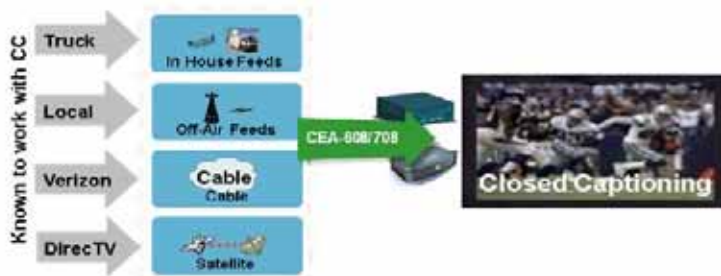 Known to work with CC
Truck
In House Feeds
Local
Off-Air Feeds
CEA-608/708
Verizon
Cable
Cable
DirecTV
Satellite
Closed Captioning